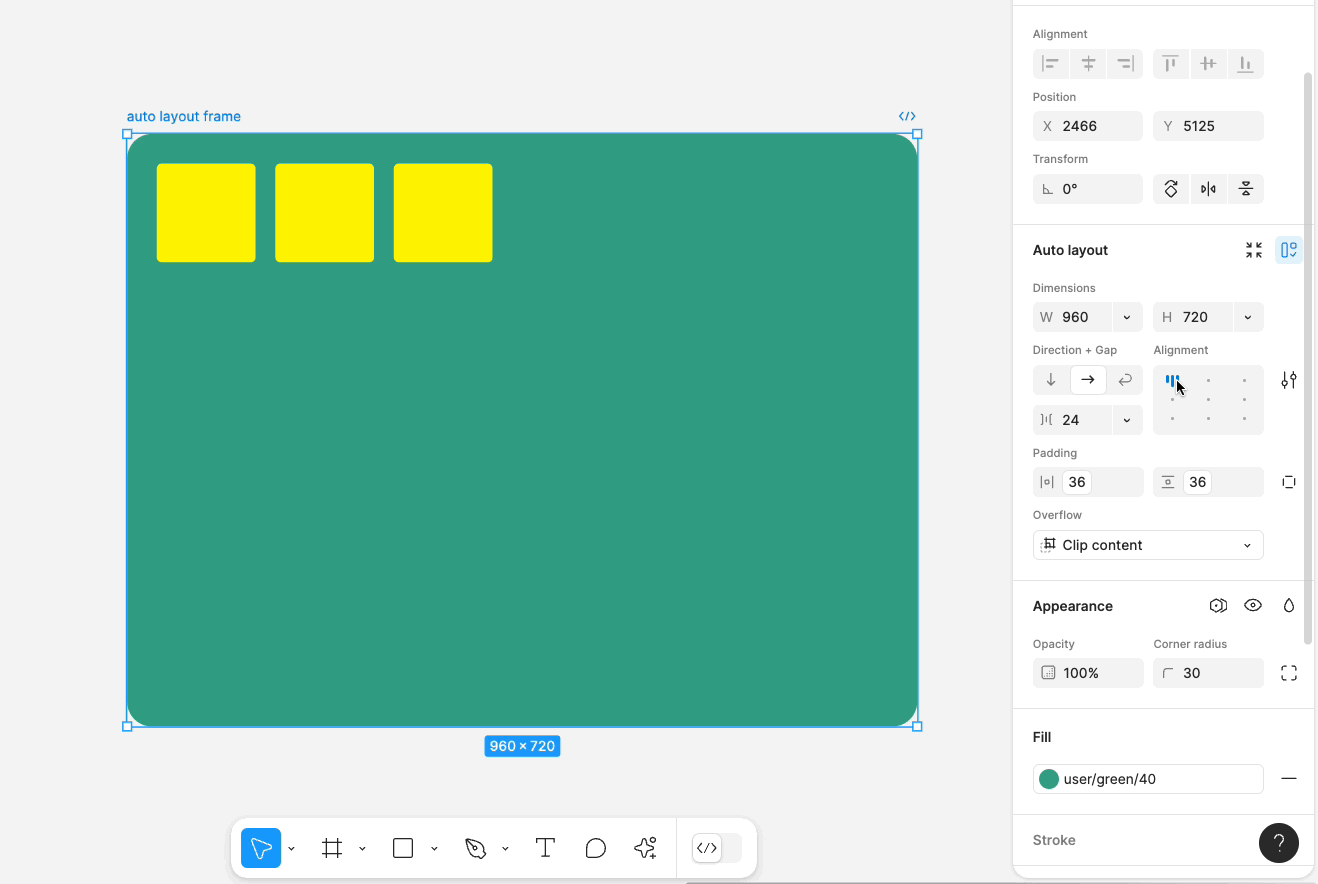 auto layout frame
960 × 720
Alignment
Position
X 2466
Y 5125
Transform
0°
Auto layout
Dimensions
W 960
H 720
Direction + Gap
Alignment
24
Padding
36
36
Overflow
Clip content
Appearance
Opacity
Corner radius
100%
30
Fill
user/green/40
Stroke
?